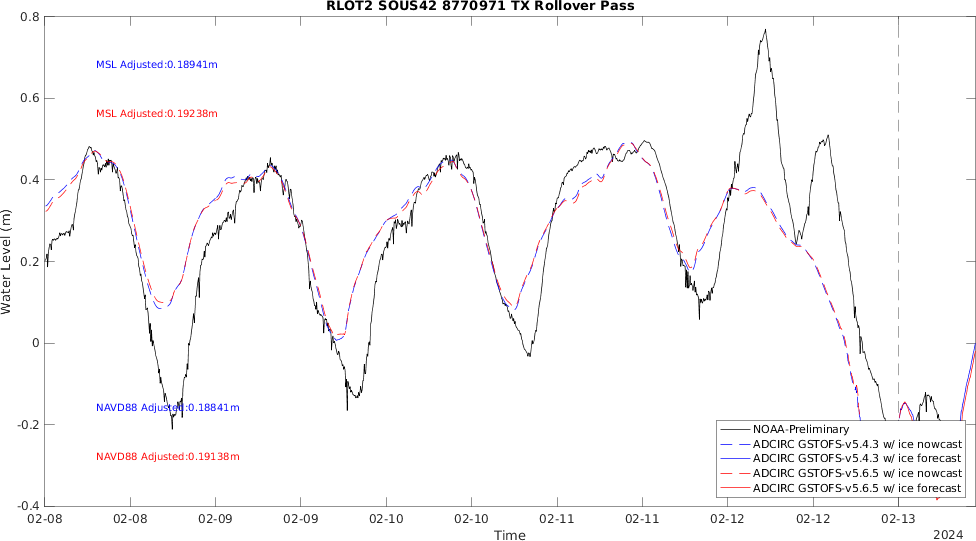 RLOT2 SOUS42 8770971 TX Rollover Pass
0.8
MSL Adjusted:0.18941m
0.6
MSL Adjusted:0.19238m
0.4
Water Level (m)
0.2
0
NAVD88 Adjusted:0.18841m
-0.2
NOAA-Preliminary
ADCIRC GSTOFS-v5.4.3 w/ ice nowcast
NAVD88 Adjusted:0.19138m
ADCIRC GSTOFS-v5.4.3 w/ ice forecast
ADCIRC GSTOFS-v5.6.5 w/ ice nowcast
ADCIRC GSTOFS-v5.6.5 w/ ice forecast
-0.4
02-08 02-08 02-09 02-09 02-10 02-10 02-11 02-11 02-12 02-12 02-13
Time
2024